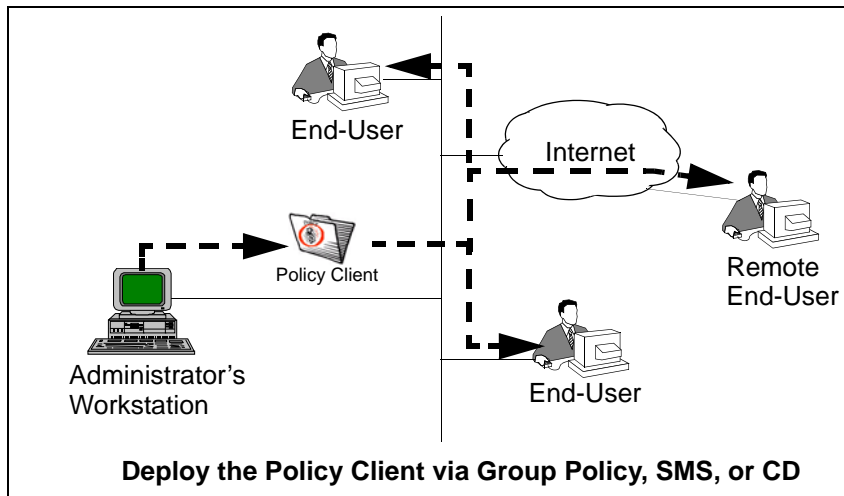 End-User
Internet
Policy Client
Remote
End-User
Administrator's
Workstation
End-User
Deploy the Policy Client via Group Policy, SMS, or CD